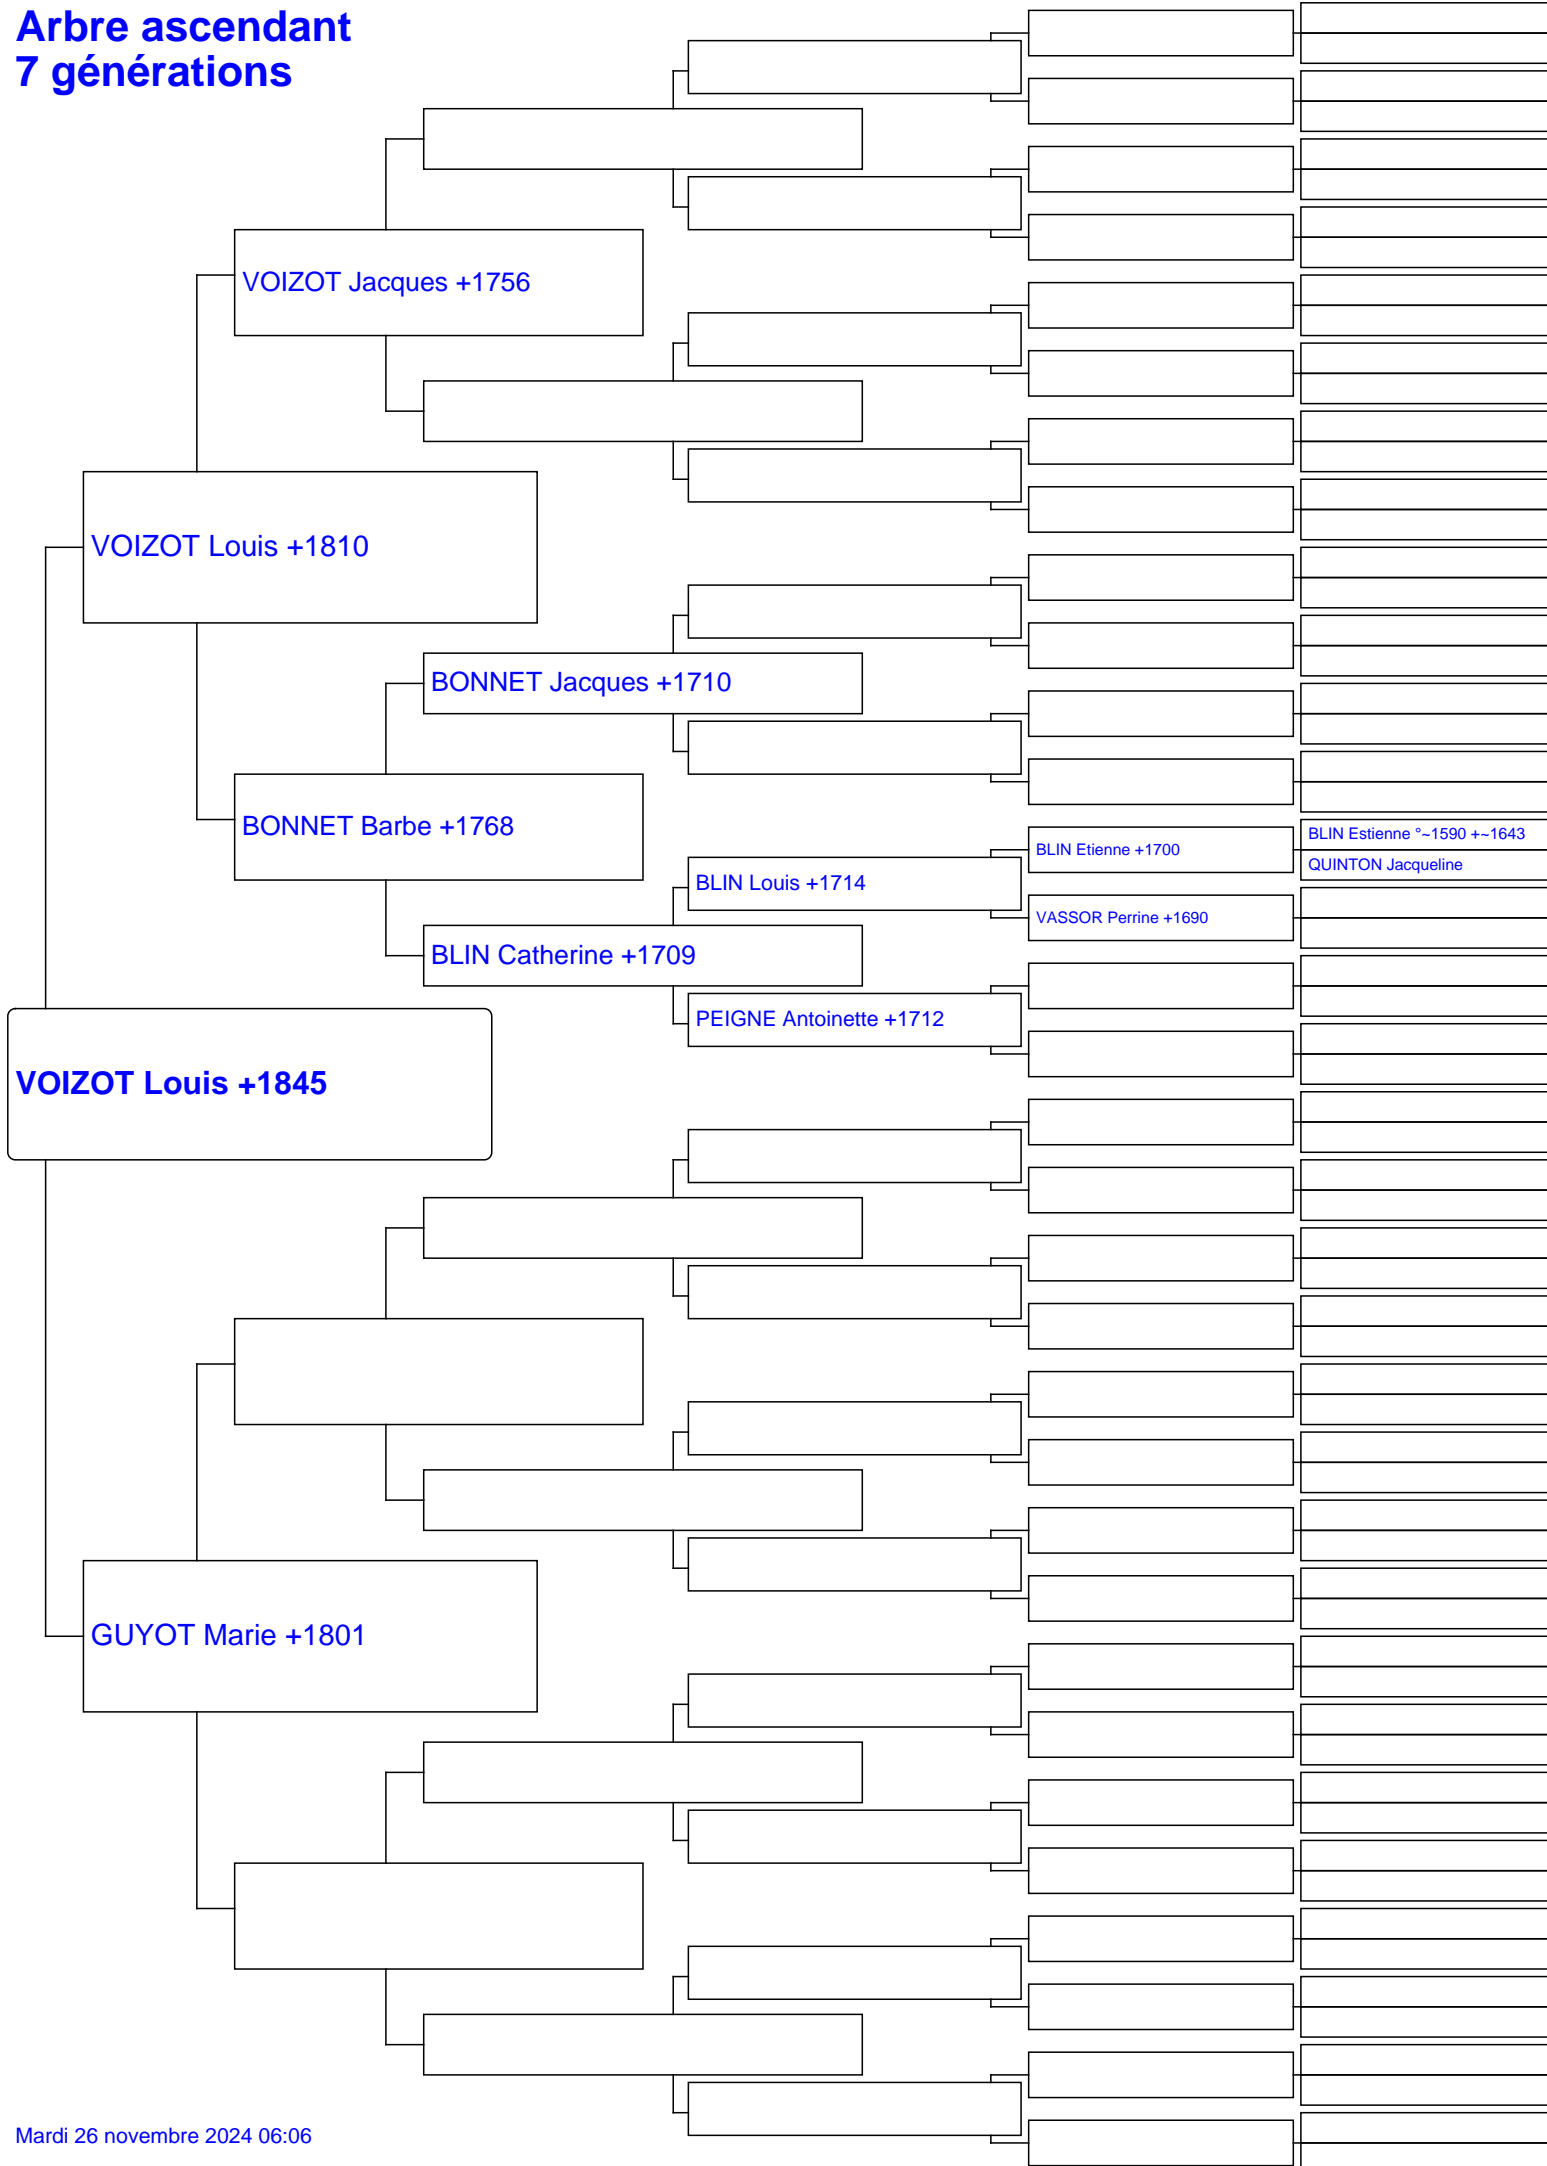 Arbre ascendant
7 générations
VOIZOT Jacques +1756
VOIZOT Louis +1810
BONNET Jacques +1710
BONNET Barbe +1768
BLIN Estienne °~1590 +~1643
BLIN Etienne +1700
QUINTON Jacqueline
BLIN Louis +1714
VASSOR Perrine +1690
BLIN Catherine +1709
PEIGNE Antoinette +1712
VOIZOT Louis +1845
GUYOT Marie +1801
Mardi 26 novembre 2024 06:06